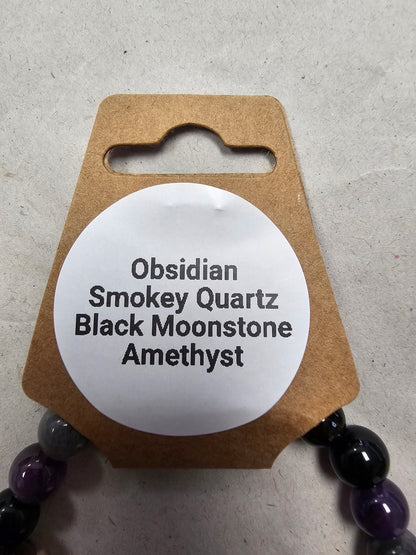 Obsidian
Smokey Quartz
Black Moonstone
Amethyst